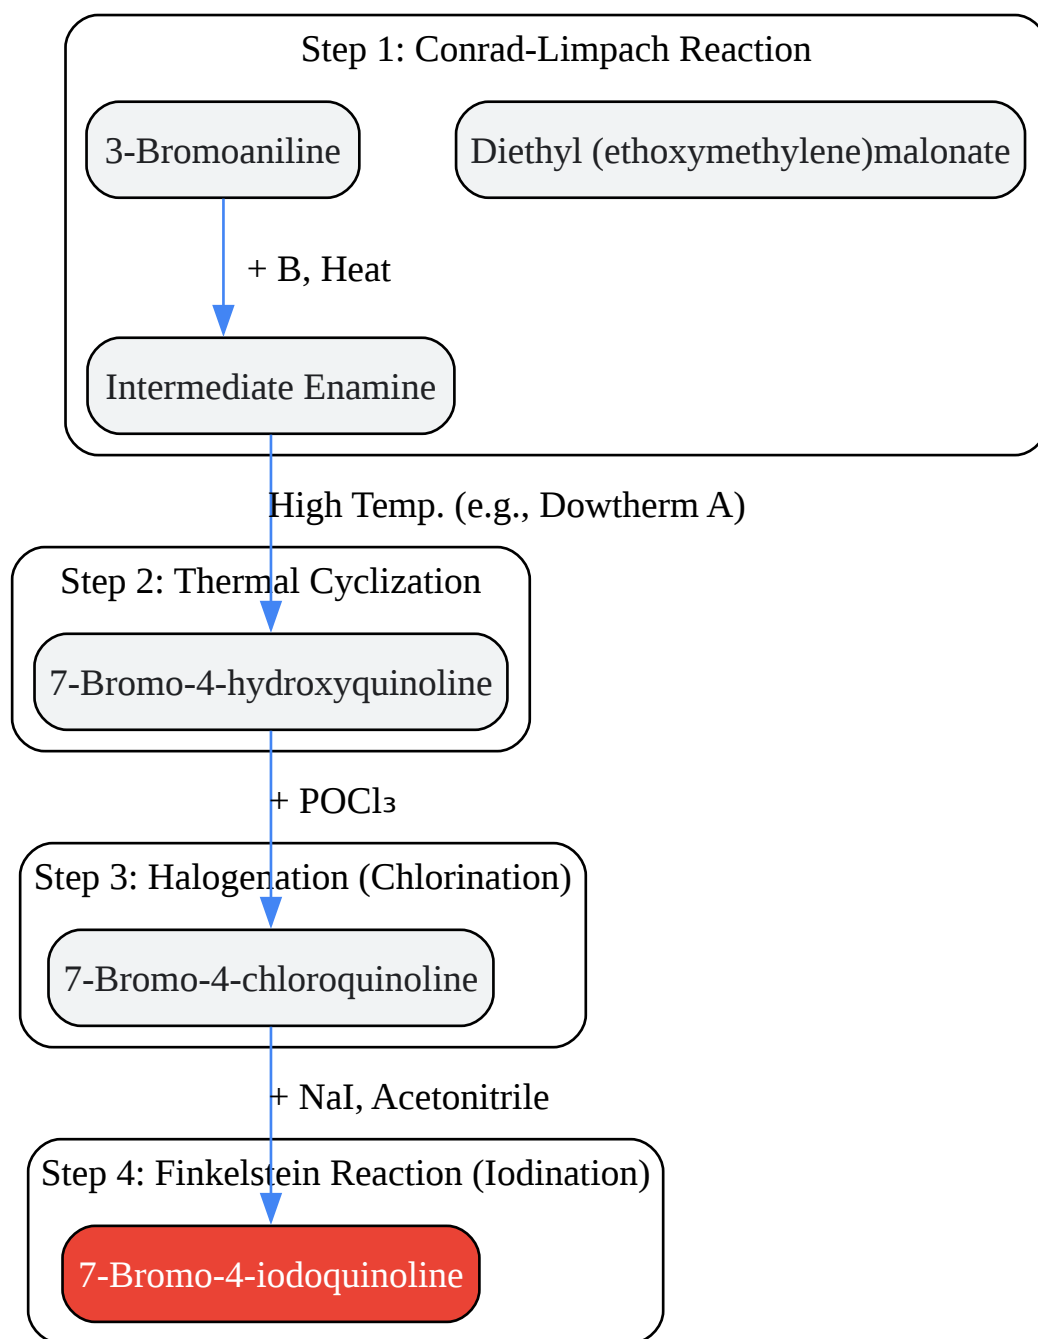 Step 1: Conrad-Limpach Reaction
3-Bromoaniline
Diethyl (ethoxymethylene)malonate
+ B, Heat
Intermediate Enamine
High Temp. (e.g., Dowtherm A)
Step 2: Thermal Cyclization
7-Bromo-4-hydroxyquinoline
+ POCl₃
Step 3: Halogenation (Chlorination)
7-Bromo-4-chloroquinoline
+ NaI, Acetonitrile
Step 4: Finkelstein Reaction (Iodination)
7-Bromo-4-iodoquinoline